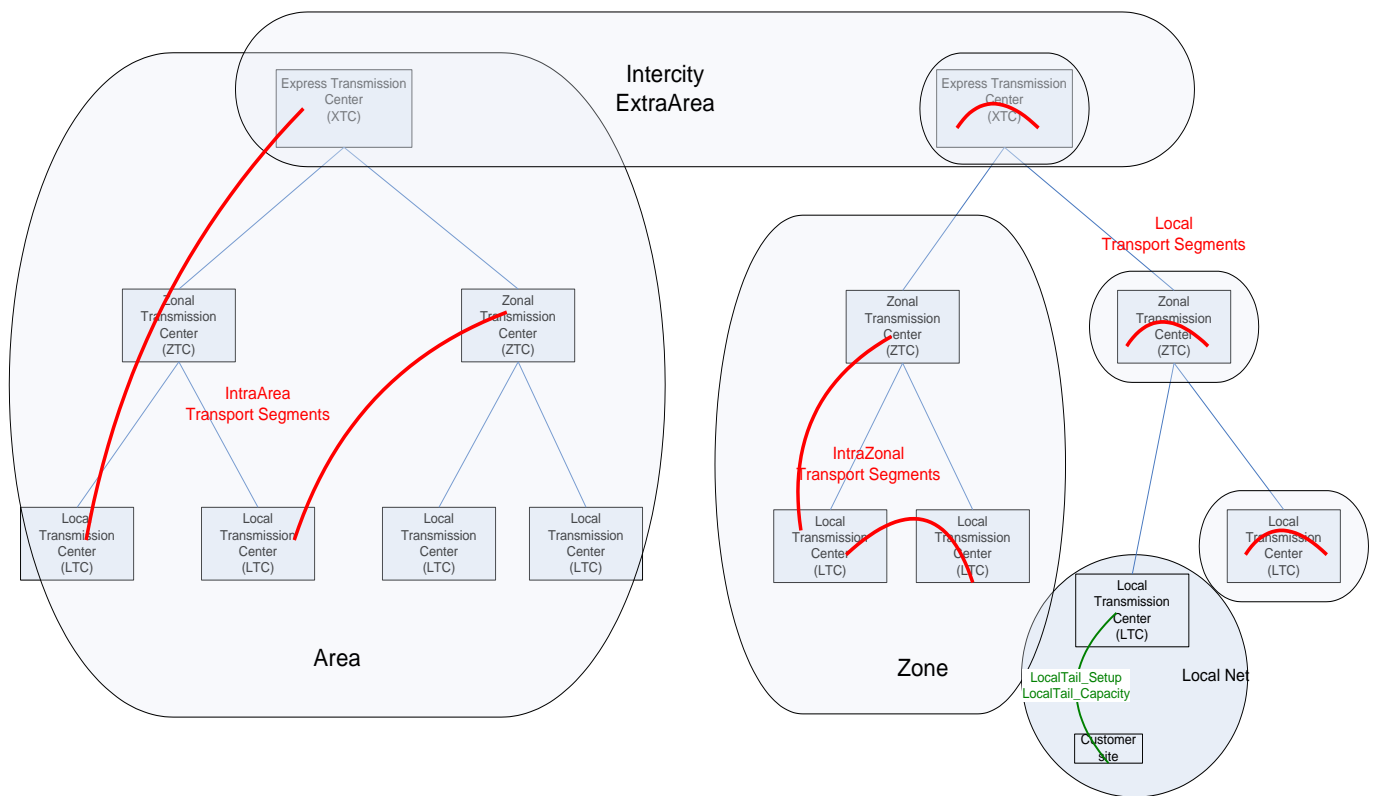 Intercity
ExtraArea
Express Transmission
Center
(XTC)
Express Transmission
Center
(XTC)
Local
Transport Segments
Zonal
Transmission
Center
(ZTC)
Zonal
Transmission
Center
(ZTC)
Zonal
Transmission
Center
(ZTC)
Zonal
Transmission
Center
(ZTC)
IntraArea
Transport Segments
IntraZonal
Transport Segments
Local
Transmission
Center
(LTC)
Local
Transmission
Center
(LTC)
Local
Transmission
Center
(LTC)
Local
Transmission
Center
(LTC)
Local
Transmission
Center
(LTC)
Local
Transmission
Center
(LTC)
Local
Transmission
Center
(LTC)
Local
Transmission
Center
(LTC)
Area
Zone
LocalTail_Setup
LocalTail_Capacity
Local Net
Customer
site